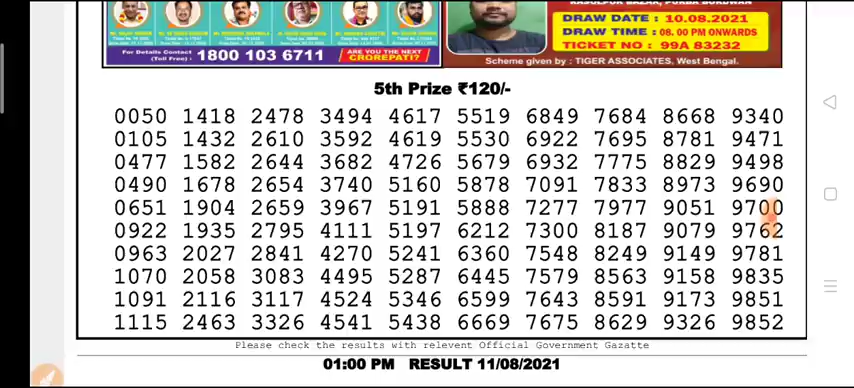 RASULPUR BAZAR, PURBA BURDWAN
DRAW DATE : 10.08.2021
DRAW TIME : 08. 00 PM ONWARDS
TICKET NO : 99A 83232
For Details Contact
(Toll Free) : 1800 103 6711
ARE YOU THE NEXT
CROREPATI?
Scheme given by : TIGER ASSOCIATES, West Bengal.
5th Prize ₹120/-
0050 1418 2478 3494 4617 5519 6849 7684 8668 9340
0105 1432 2610 3592 4619 5530 6922 7695 8781 9471
0477 1582 2644 3682 4726 5679 6932 7775 8829 9498
0490 1678 2654 3740 5160 5878 7091 7833 8973 9690
0651 1904 2659 3967 5191 5888 7277 7977 9051 9700
0922 1935 2795 4111 5197 6212 7300 8187 9079 9762
0963 2027 2841 4270 5241 6360 7548 8249 9149 9781
1070 2058 3083 4495 5287 6445 7579 8563 9158 9835
1091 2116 3117 4524 5346 6599 7643 8591 9173 9851
1115 2463 3326 4541 5438 6669 7675 8629 9326 9852
Please check the results with relevent Official Government Gazatte
01:00 PM RESULT 11/08/2021